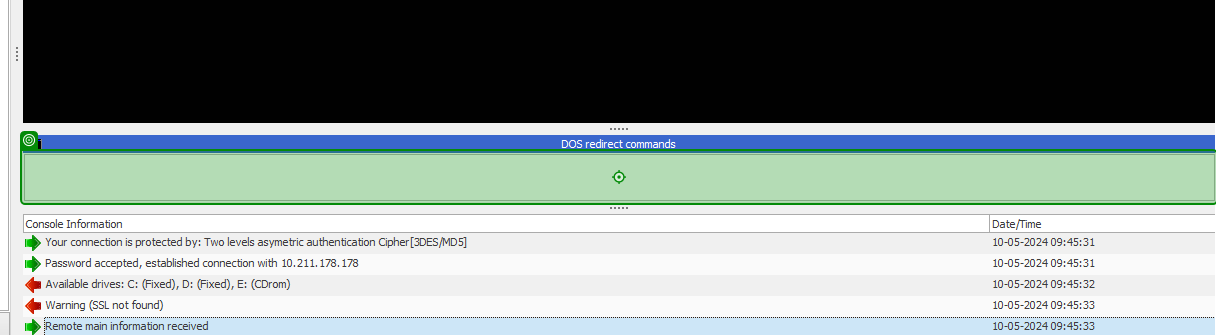 DOS redirect commands
Console Information Date/Time
Your connection is protected by: Two levels asymetric authentication Cipher[3DES/MD5] 10-05-2024 09:45:31
Password accepted, established connection with 10.211.178.178 10-05-2024 09:45:31
Available drives: C: (Fixed), D: (Fixed), E: (CDrom) 10-05-2024 09:45:32
Warning (SSL not found) 10-05-2024 09:45:33
Remote main information received 10-05-2024 09:45:33